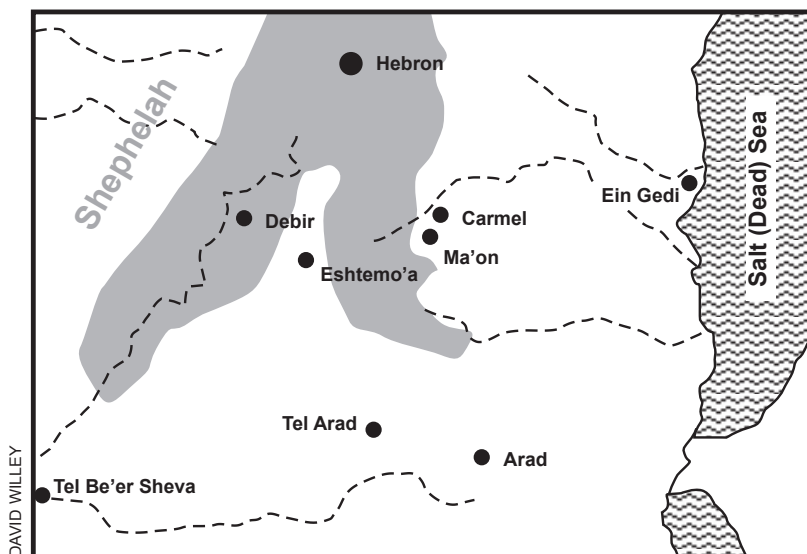 Hebron
Shephelah
Salt (Dead) Sea
Ein Gedi
Carmel
Debir
Ma’on
Eshtemo’a
Tel Arad
Arad
Tel Be’er Sheva
DAVID WILLEY